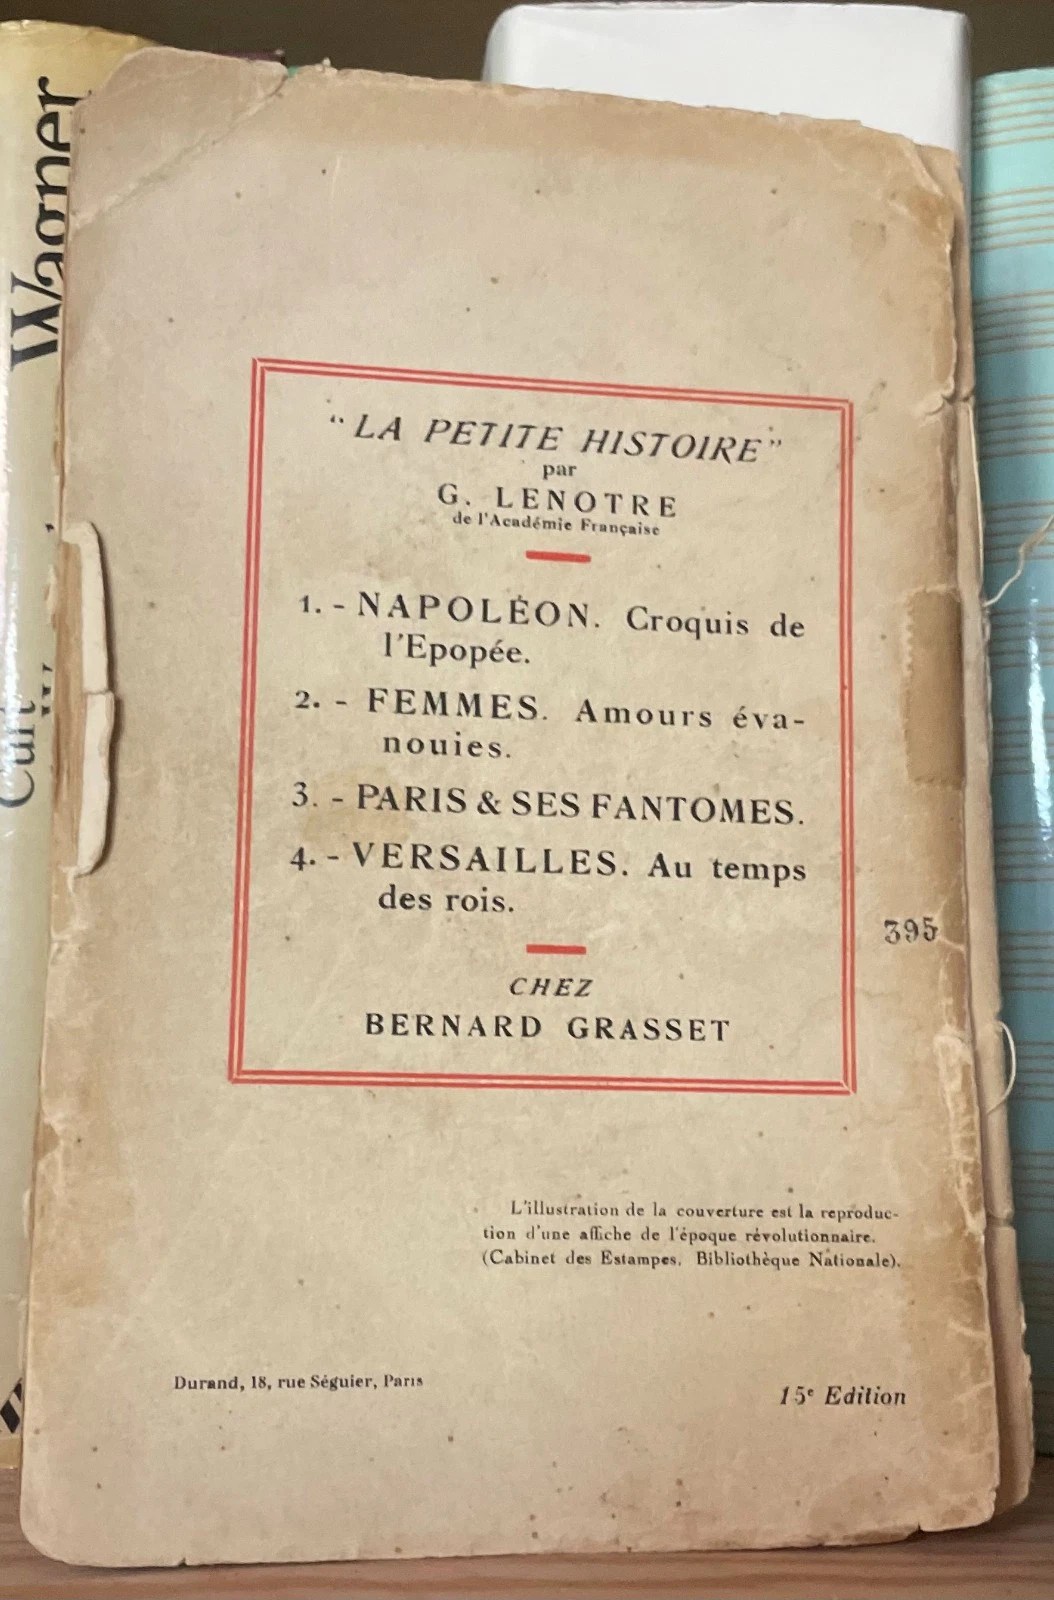 Wagner
“LA PETITE HISTOIRE”
par
G. LENOTRE
de l'Académie Française
1. - NAPOLÉON. Croquis de
l'Epopée.
2. - FEMMES. Amours éva-
nouies.
3. - PARIS & SES FANTOMES.
4. - VERSAILLES. Au temps
des rois.
CHEZ
BERNARD GRASSET
395
L'illustration de la couverture est la reproduc-
tion d'une affiche de l'époque révolutionnaire.
(Cabinet des Estampes. Bibliothèque Nationale).
Durand, 18, rue Séguier, Paris
15e Edition